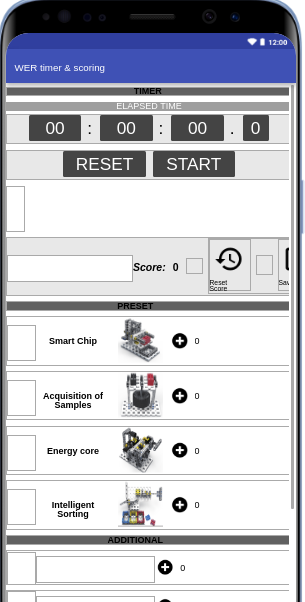 12:00
WER timer & scoring
TIMER
ELAPSED TIME
00 : 00 : 00 . 0
RESET START
Score: 0
Reset
Score
Sav
PRESET
Smart Chip 0
Acquisition of
Samples 0
Energy core 0
Intelligent
Sorting 0
ADDITIONAL
0